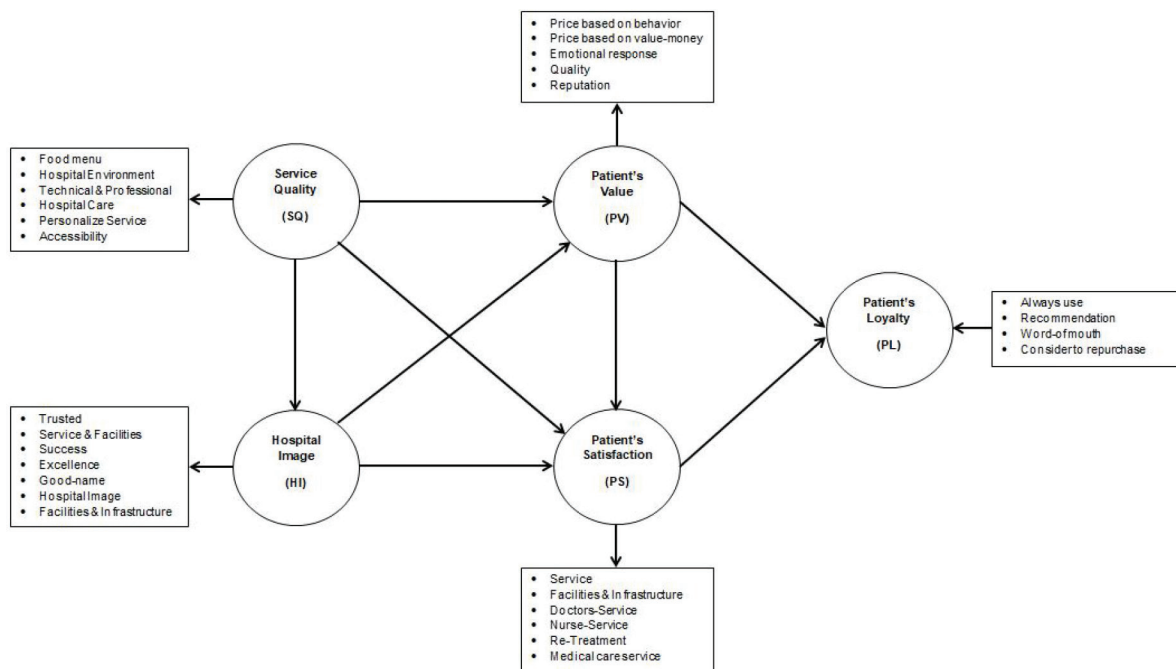 • Price based on behavior
• Price based on value-money
• Emotional response
• Quality
• Reputation
• Food menu
• Hospital Environment
• Technical & Professional
• Hospital Care
• Personalize Service
• Accessibility
Service
Quality
(SQ)
Patient's
Value
(PV)
Patient's
Loyalty
(PL)
• Always use
• Recommendation
• Word-of mouth
• Consider to repurchase
• Trusted
• Service & Facilities
• Success
• Excellence
• Good-name
• Hospital Image
• Facilities & Infrastructure
Hospital
Image
(HI)
Patient's
Satisfaction
(PS)
• Service
• Facilities & Infrastructure
• Doctors-Service
• Nurse-Service
• Re-Treatment
• Medical care service